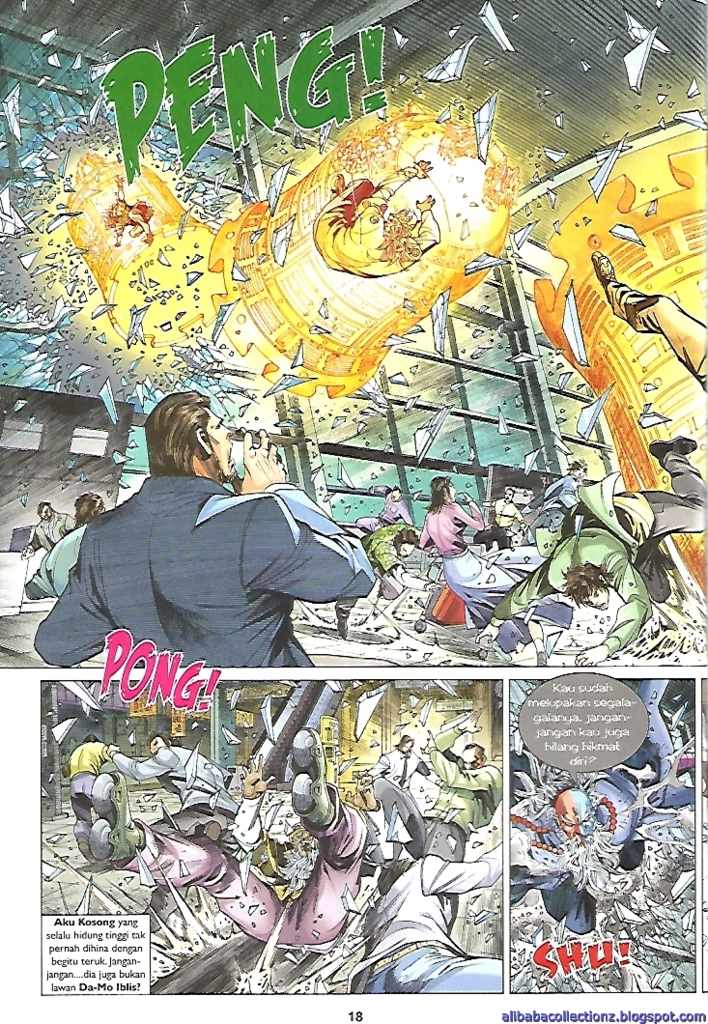 PENG!
PONG!
Aku Kosong yang
selalu hidung tinggi tak
pernah dihina dengan
begitu teruk. Jangan-
jangan....dia juga bukan
lawan Da-Mo Iblis?
Kau sudah
melupakan segala-
galanya. jangan-
jangan kau juga
hilang hikmat
diri?
SHU!
18
alibabacollectionz.blogspot.com